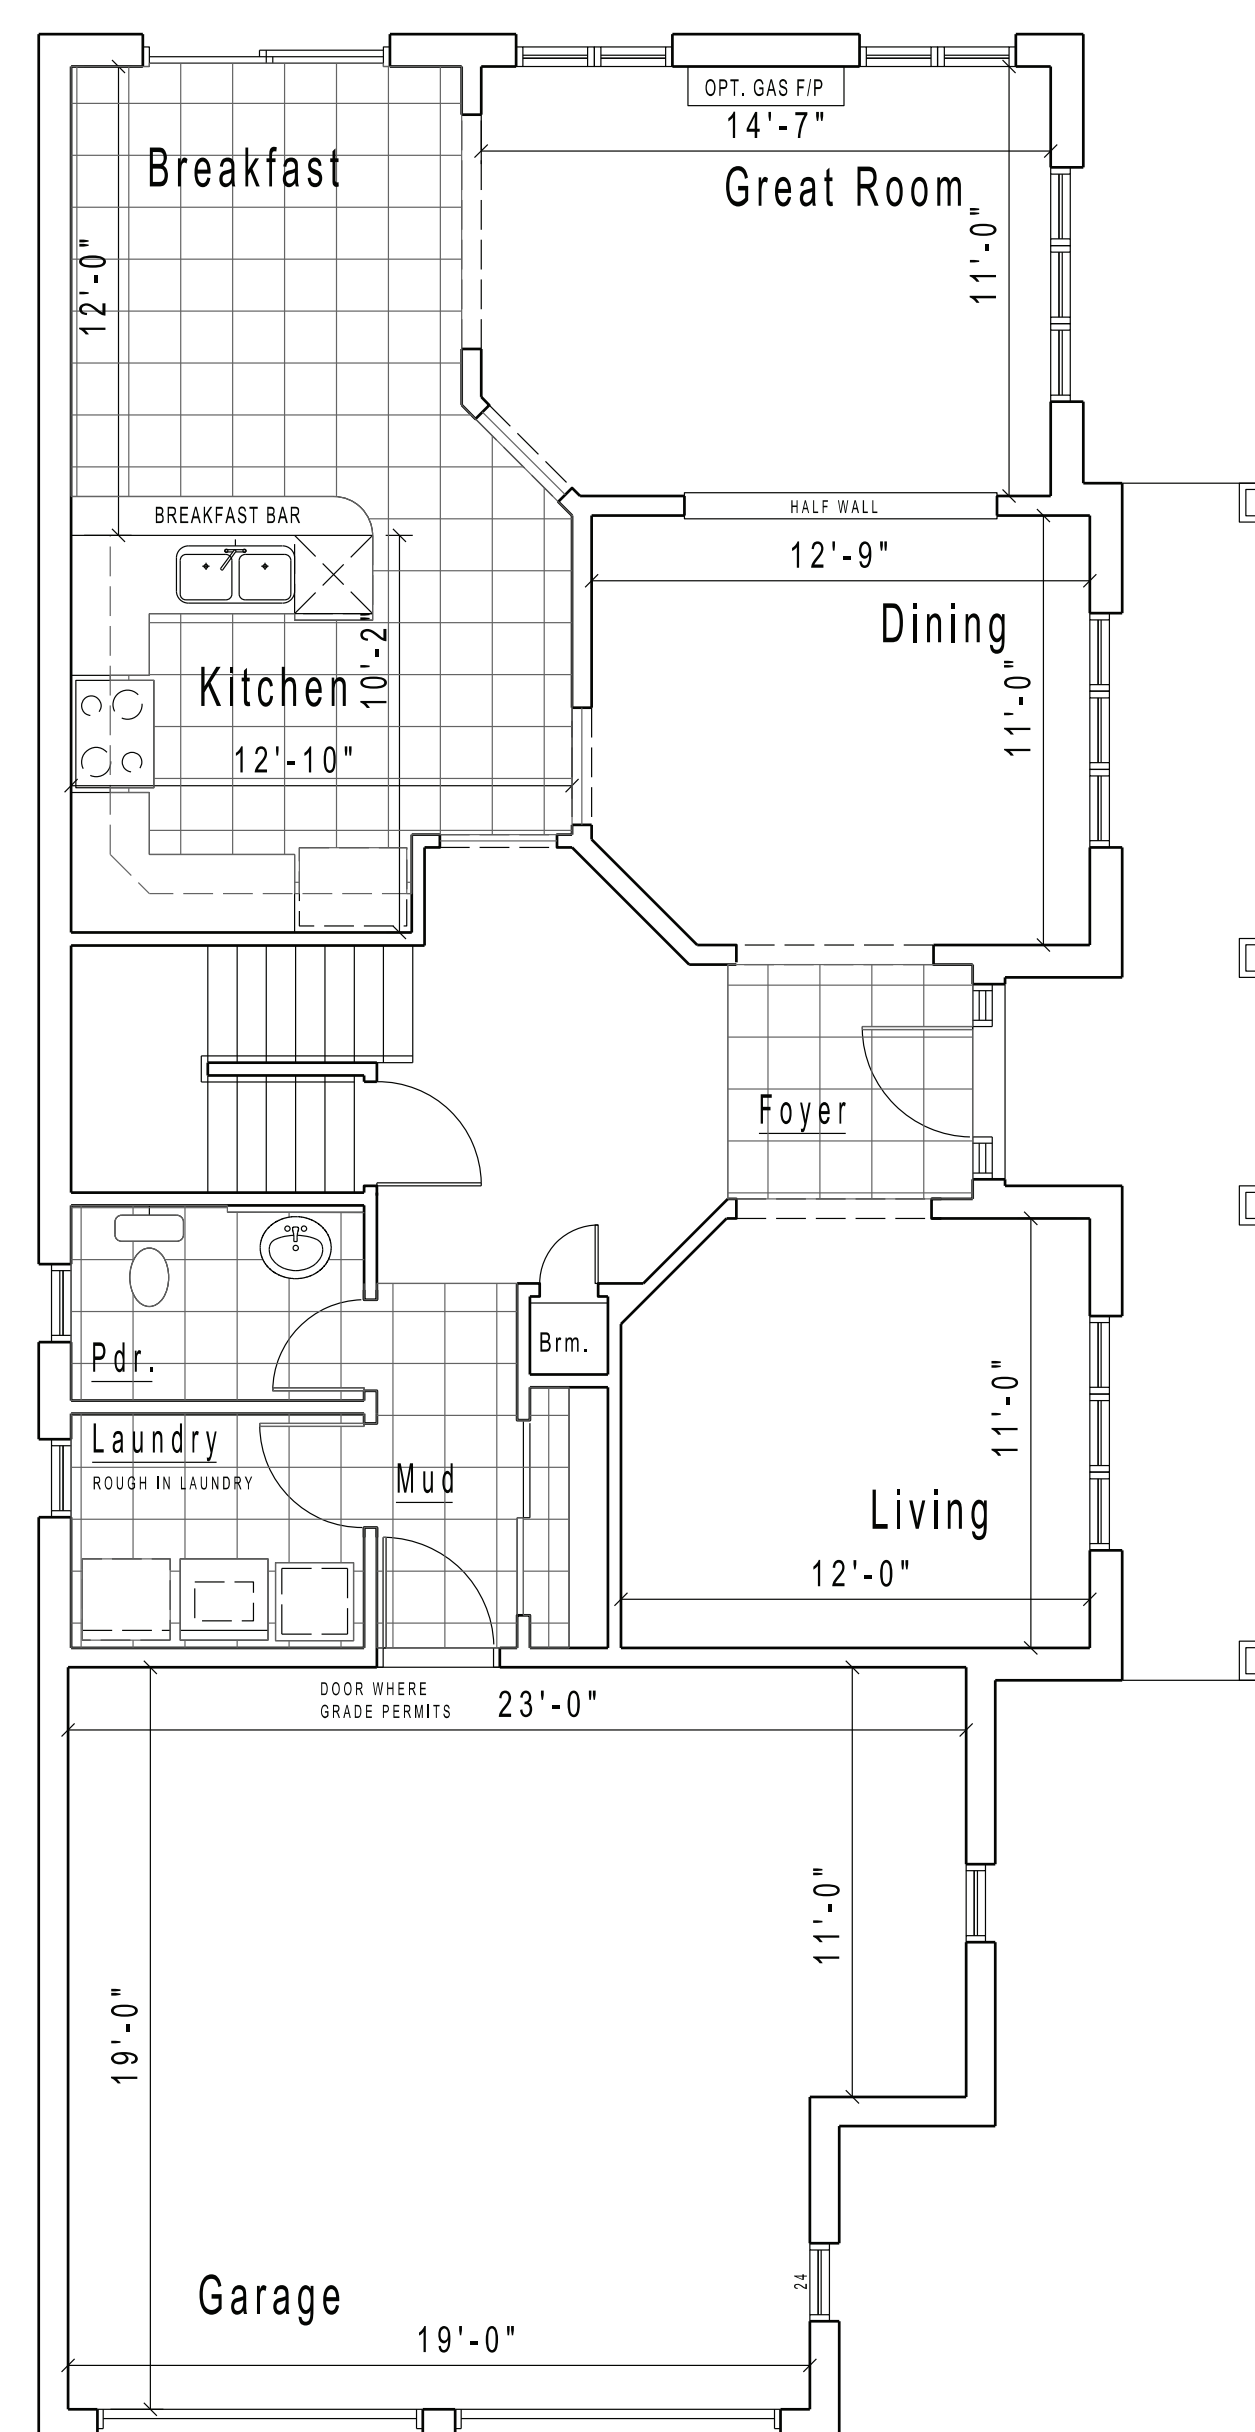 OPT. GAS F/P
14'-7"
Breakfast
Great Room
12'-0"
11'-0"
BREAKFAST BAR
HALF WALL
12'-9"
Dining
10'-2"
Kitchen
11'-0"
12'-10"
Foyer
Brm.
Pdr.
11'-0"
Laundry
ROUGH IN LAUNDRY
Mud
Living
12'-0"
DOOR WHERE
GRADE PERMITS
23'-0"
11'-0"
19'-0"
24
Garage
19'-0"